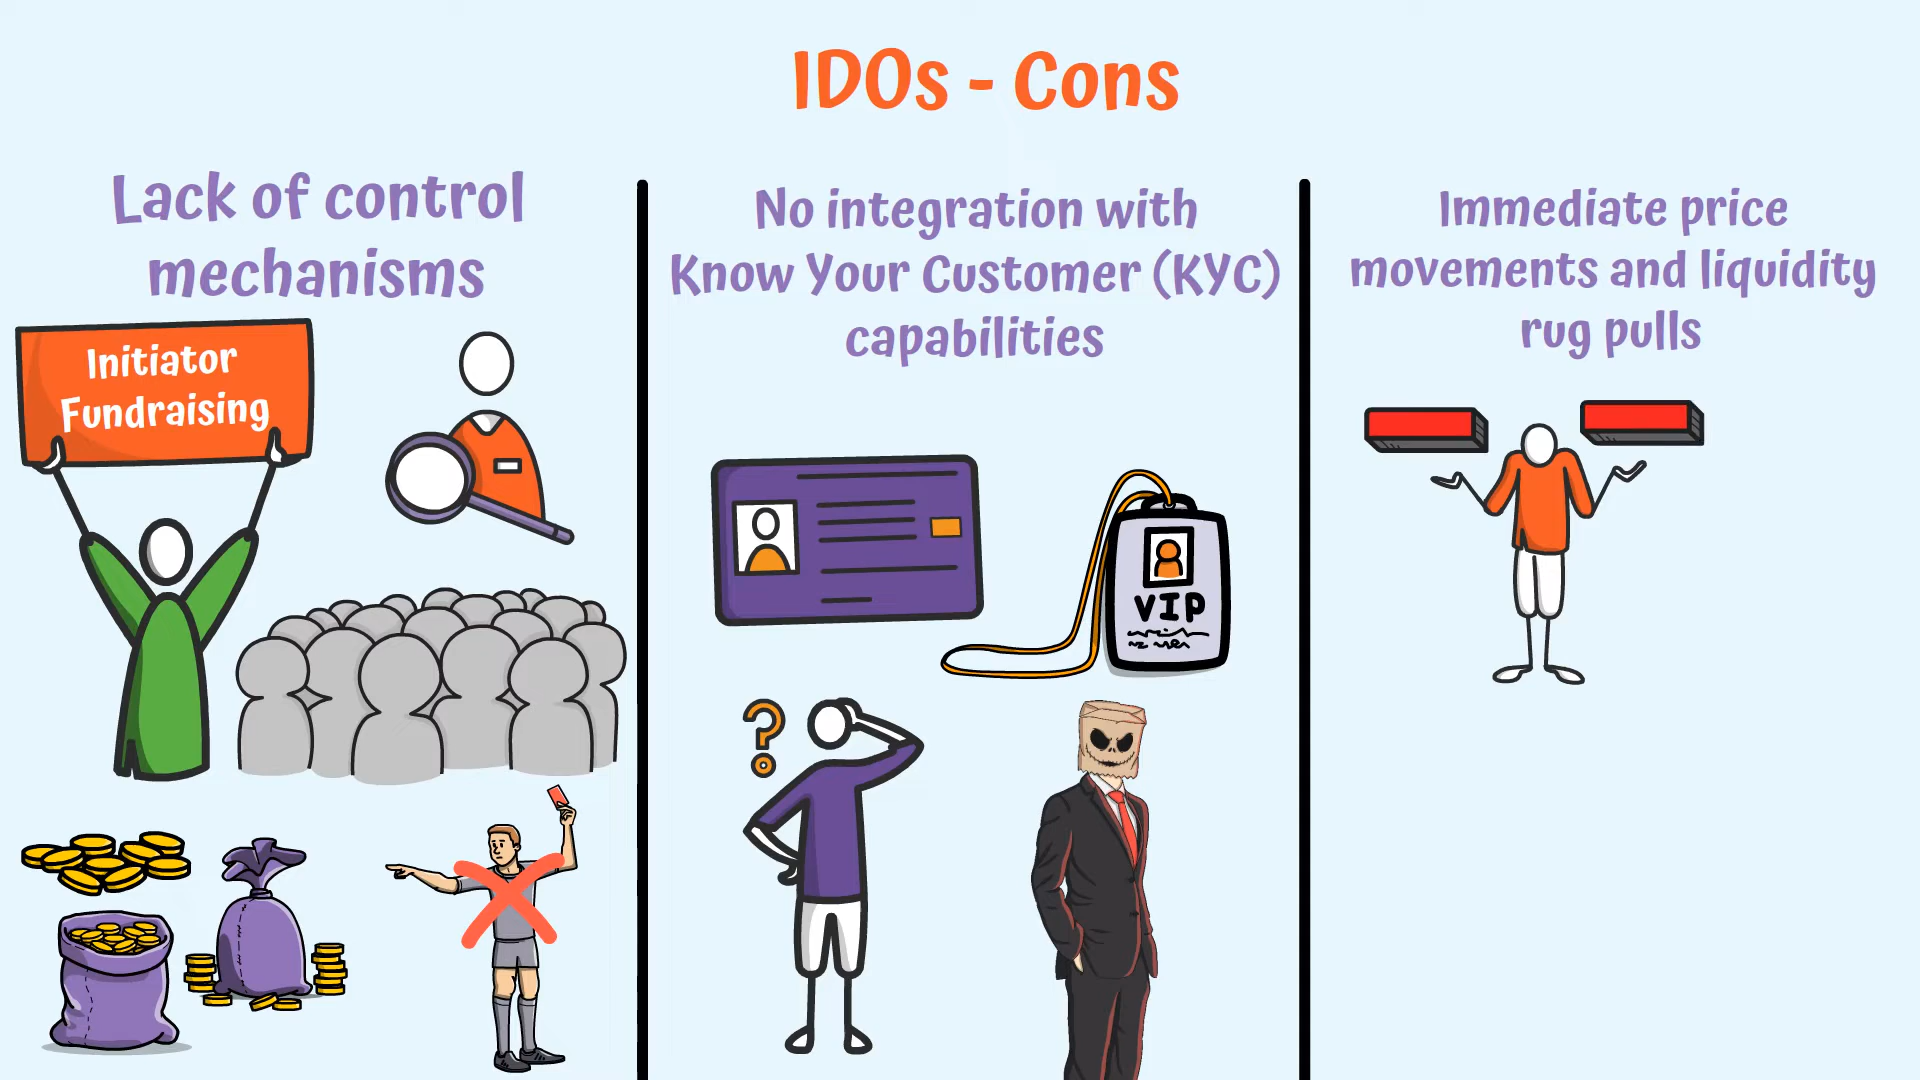 IDOs - Cons
Lack of control
mechanisms
Initiator
Fundraising
No integration with
Know Your Customer (KYC)
capabilities
VIP
Immediate price
movements and liquidity
rug pulls